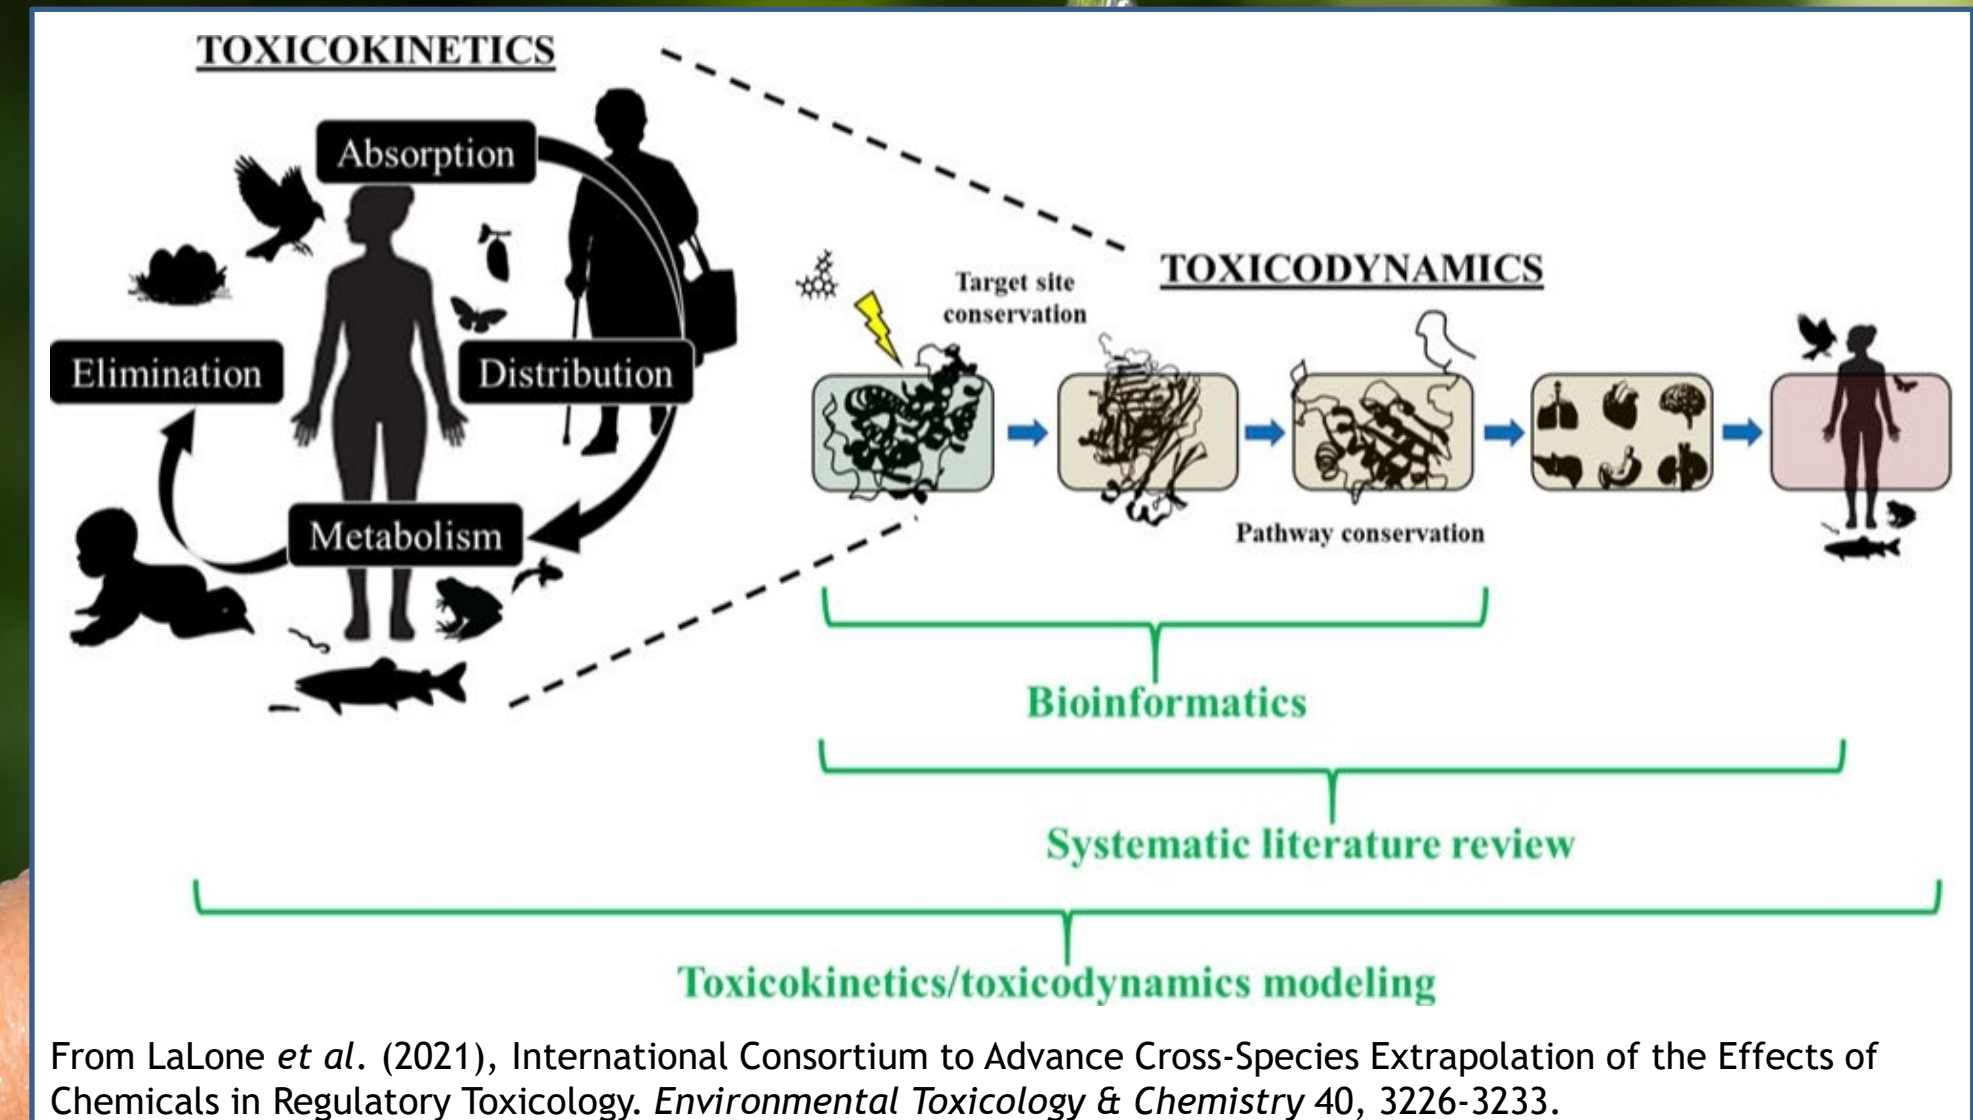 TOXICOKINETICS
Absorption
Elimination
Distribution
Metabolism
TOXICODYNAMICS
Target site
conservation
Pathway conservation
Bioinformatics
Systematic literature review
Toxicokinetics/toxicodynamics modeling
From LaLone et al. (2021), International Consortium to Advance Cross-Species Extrapolation of the Effects of
Chemicals in Regulatory Toxicology. Environmental Toxicology & Chemistry 40, 3226-3233.